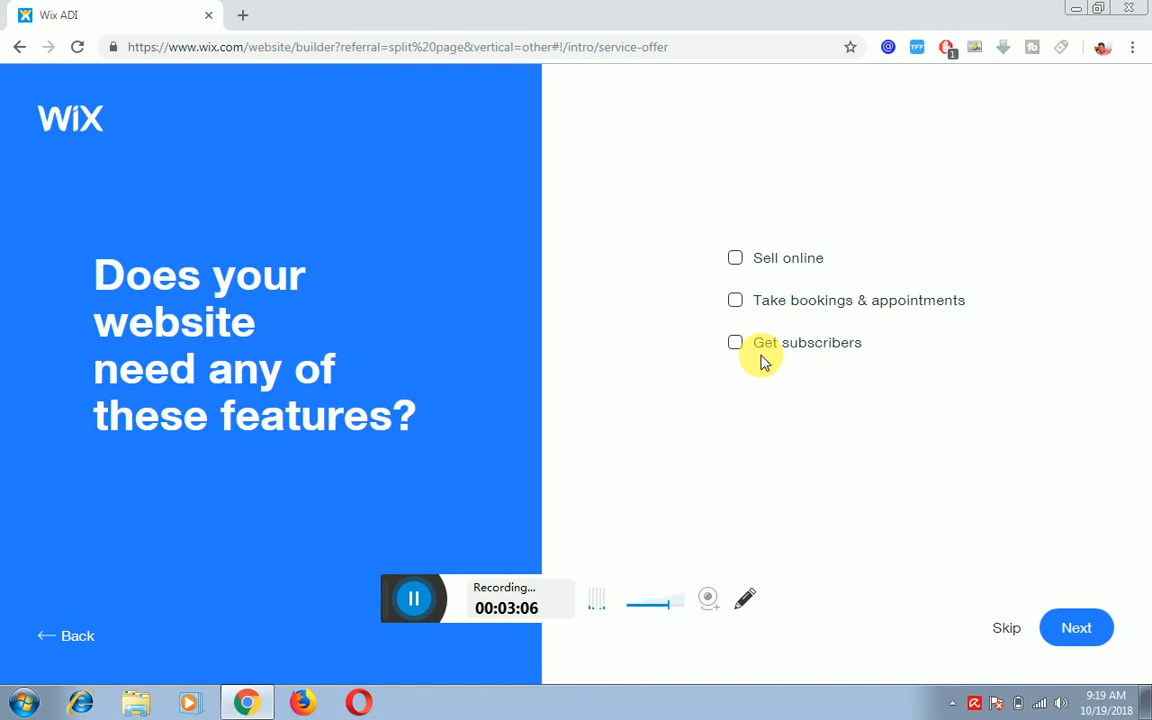 Wix ADI
https://www.wix.com/website/builder?referral=split%20page&vertical=other#!/intro/service-offer
TFF
1
WiX
Does your
website
need any of
these features?
Sell online
Take bookings & appointments
Get subscribers
Recording...
00:03:06
Back
Skip
Next
9:19 AM
10/19/2018